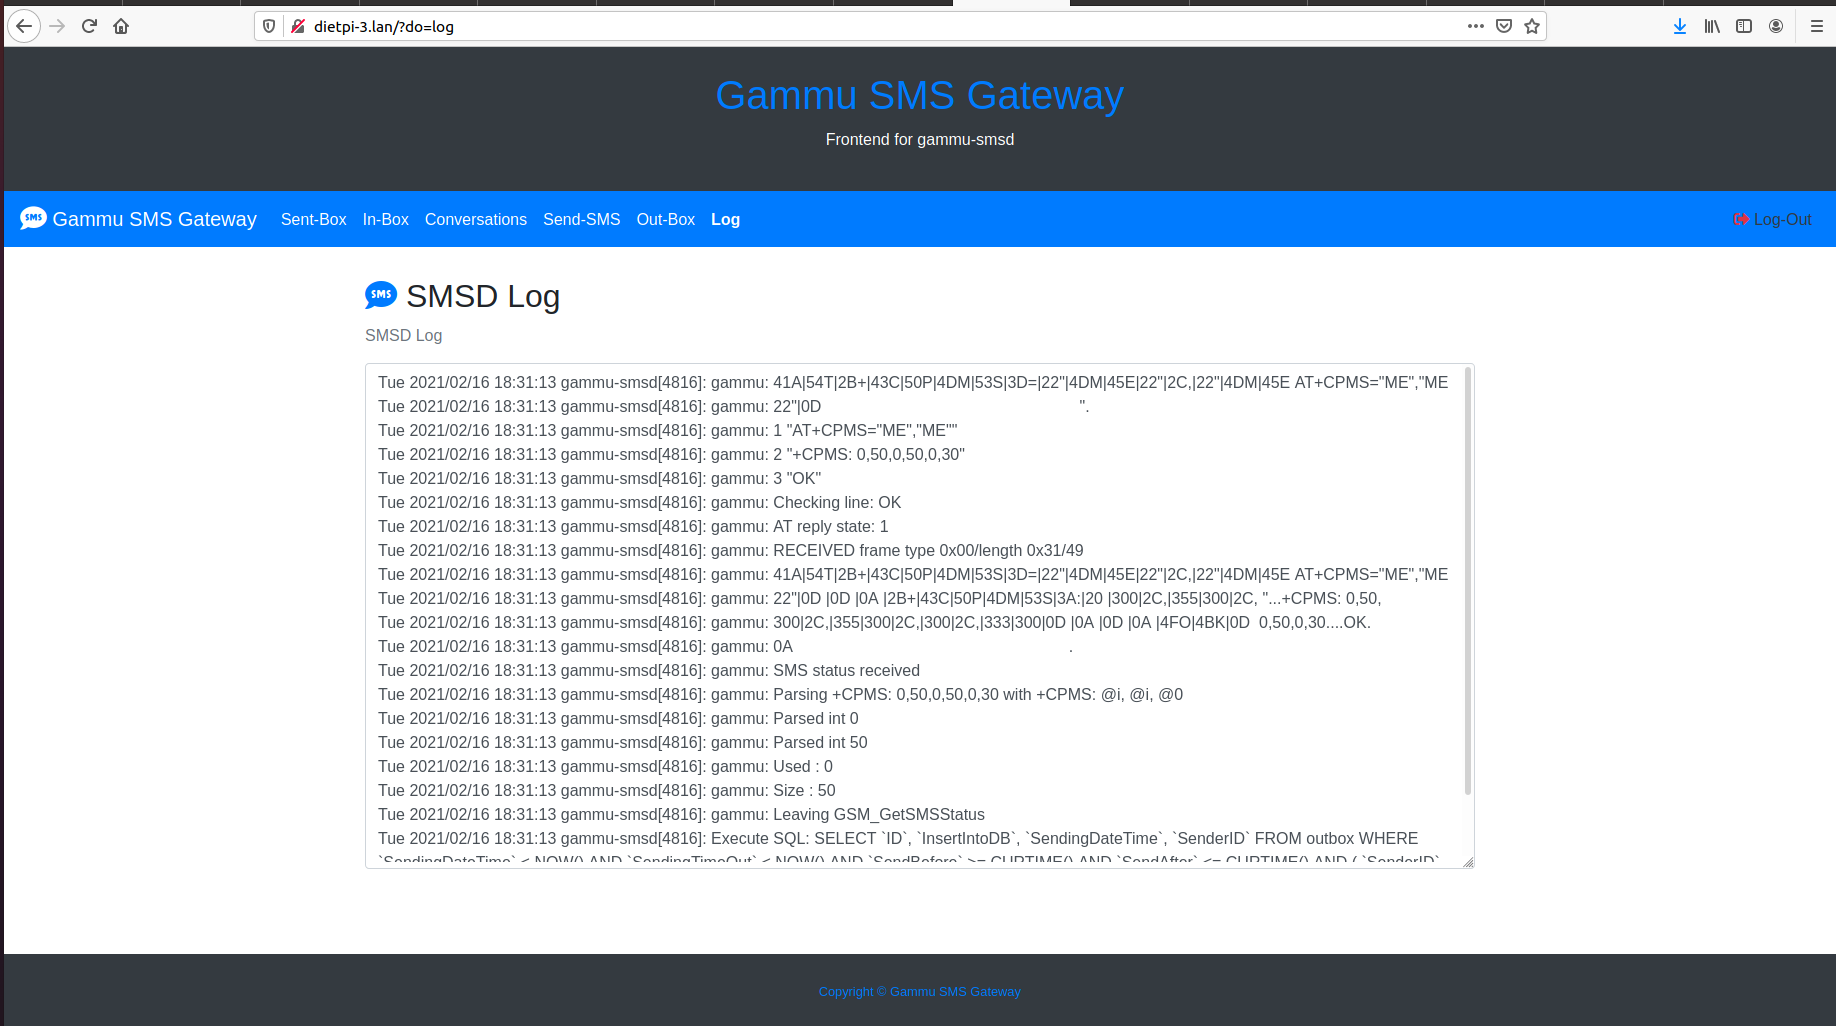 dietpi-3.lan/?do=log
Gammu SMS Gateway
Frontend for gammu-smsd
SMS Gammu SMS Gateway Sent-Box In-Box Conversations Send-SMS Out-Box Log Log-Out
SMS SMSD Log
SMSD Log
Tue 2021/02/16 18:31:13 gammu-smsd[4816]: gammu: 41A|54T|2B+|43C|50P|4DM|53S|3D=|22"|4DM|45E|22"|2C,|22"|4DM|45E AT+CPMS="ME","ME
Tue 2021/02/16 18:31:13 gammu-smsd[4816]: gammu: 22"|0D ".
Tue 2021/02/16 18:31:13 gammu-smsd[4816]: gammu: 1 "AT+CPMS="ME","ME""
Tue 2021/02/16 18:31:13 gammu-smsd[4816]: gammu: 2 "+CPMS: 0,50,0,50,0,30"
Tue 2021/02/16 18:31:13 gammu-smsd[4816]: gammu: 3 "OK"
Tue 2021/02/16 18:31:13 gammu-smsd[4816]: gammu: Checking line: OK
Tue 2021/02/16 18:31:13 gammu-smsd[4816]: gammu: AT reply state: 1
Tue 2021/02/16 18:31:13 gammu-smsd[4816]: gammu: RECEIVED frame type 0x00/length 0x31/49
Tue 2021/02/16 18:31:13 gammu-smsd[4816]: gammu: 41A|54T|2B+|43C|50P|4DM|53S|3D=|22"|4DM|45E|22"|2C,|22"|4DM|45E AT+CPMS="ME","ME
Tue 2021/02/16 18:31:13 gammu-smsd[4816]: gammu: 22"|0D |0D |0A |2B+|43C|50P|4DM|53S|3A:|20 |300|2C,|355|300|2C, "...+CPMS: 0,50,
Tue 2021/02/16 18:31:13 gammu-smsd[4816]: gammu: 300|2C,|355|300|2C,|300|2C,|333|300|0D |0A |0D |0A |4FO|4BK|0D  0,50,0,30....OK.
Tue 2021/02/16 18:31:13 gammu-smsd[4816]: gammu: 0A .
Tue 2021/02/16 18:31:13 gammu-smsd[4816]: gammu: SMS status received
Tue 2021/02/16 18:31:13 gammu-smsd[4816]: gammu: Parsing +CPMS: 0,50,0,50,0,30 with +CPMS: @i, @i, @0
Tue 2021/02/16 18:31:13 gammu-smsd[4816]: gammu: Parsed int 0
Tue 2021/02/16 18:31:13 gammu-smsd[4816]: gammu: Parsed int 50
Tue 2021/02/16 18:31:13 gammu-smsd[4816]: gammu: Used : 0
Tue 2021/02/16 18:31:13 gammu-smsd[4816]: gammu: Size : 50
Tue 2021/02/16 18:31:13 gammu-smsd[4816]: gammu: Leaving GSM_GetSMSStatus
Tue 2021/02/16 18:31:13 gammu-smsd[4816]: Execute SQL: SELECT `ID`, `InsertIntoDB`, `SendingDateTime`, `SenderID` FROM outbox WHERE
`SendingDateTime` < NOW() AND `SendingTimeOut` < NOW() AND `SendBefore` >= CURTIME() AND `SendAfter` <= CURTIME() AND ( `SenderID`
Copyright © Gammu SMS Gateway